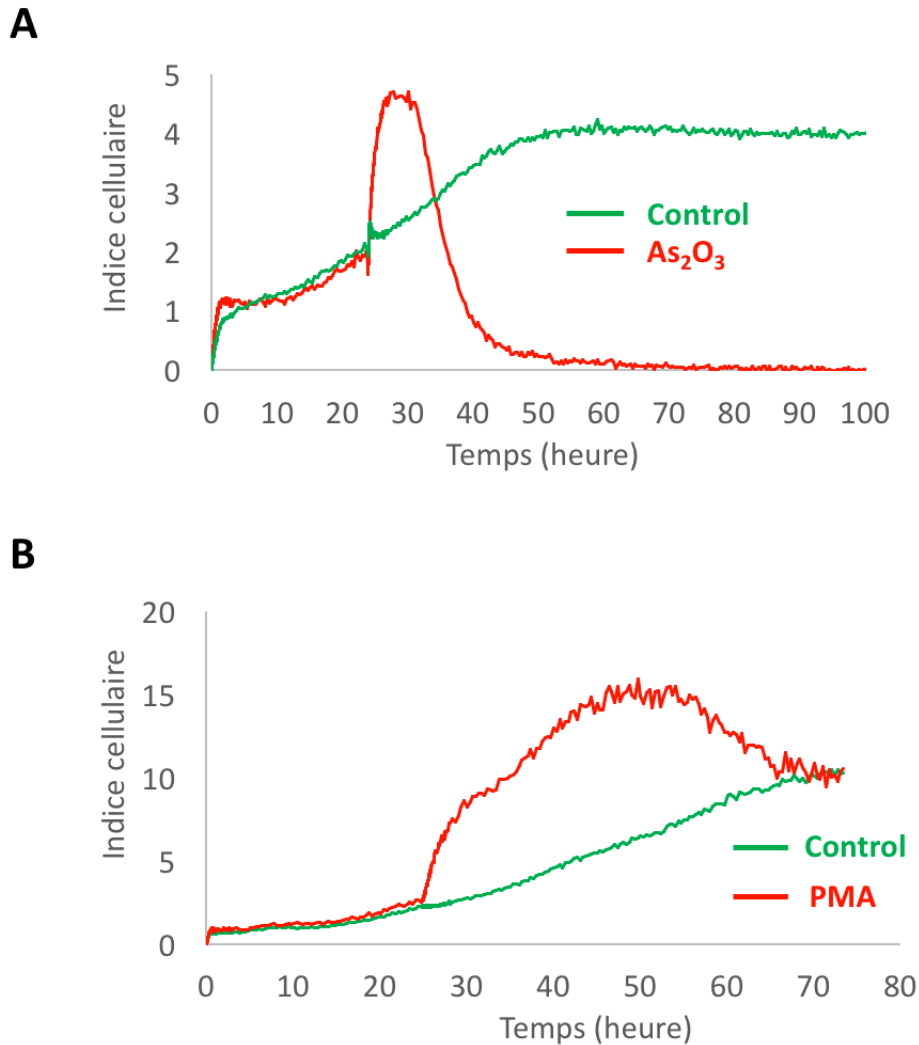 A
Indice cellulaire
5
4
3
2
1
0
Control
As₂O₃
0 10 20 30 40 50 60 70 80 90 100
Temps (heure)
B
Indice cellulaire
20
15
10
5
0
Control
PMA
0 10 20 30 40 50 60 70 80
Temps (heure)